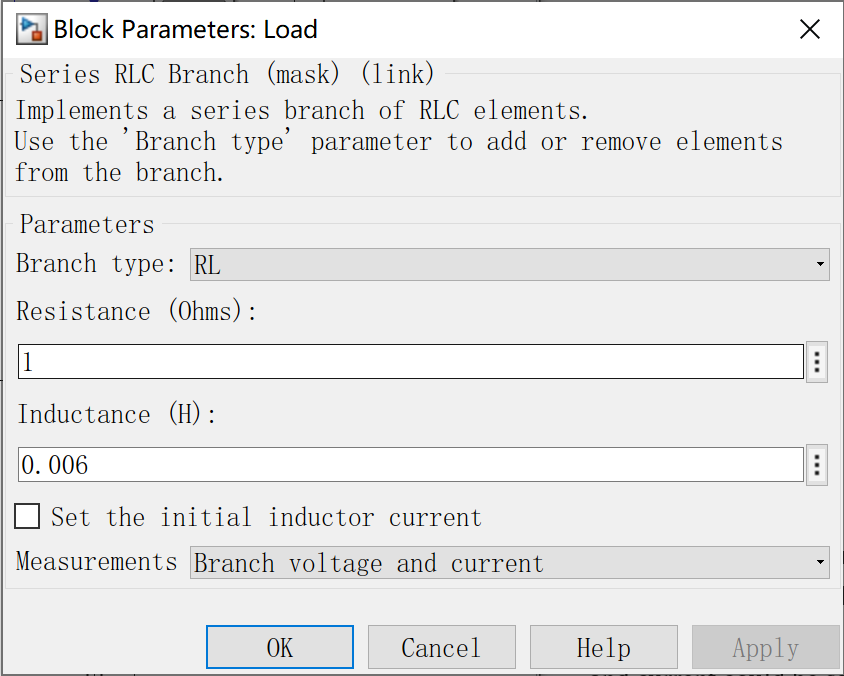 Block Parameters: Load
Series RLC Branch (mask) (link)
Implements a series branch of RLC elements.
Use the 'Branch type' parameter to add or remove elements
from the branch.
Parameters
Branch type: RL
Resistance (Ohms):
1
Inductance (H):
0.006
Set the initial inductor current
Measurements Branch voltage and current
OK Cancel Help Apply